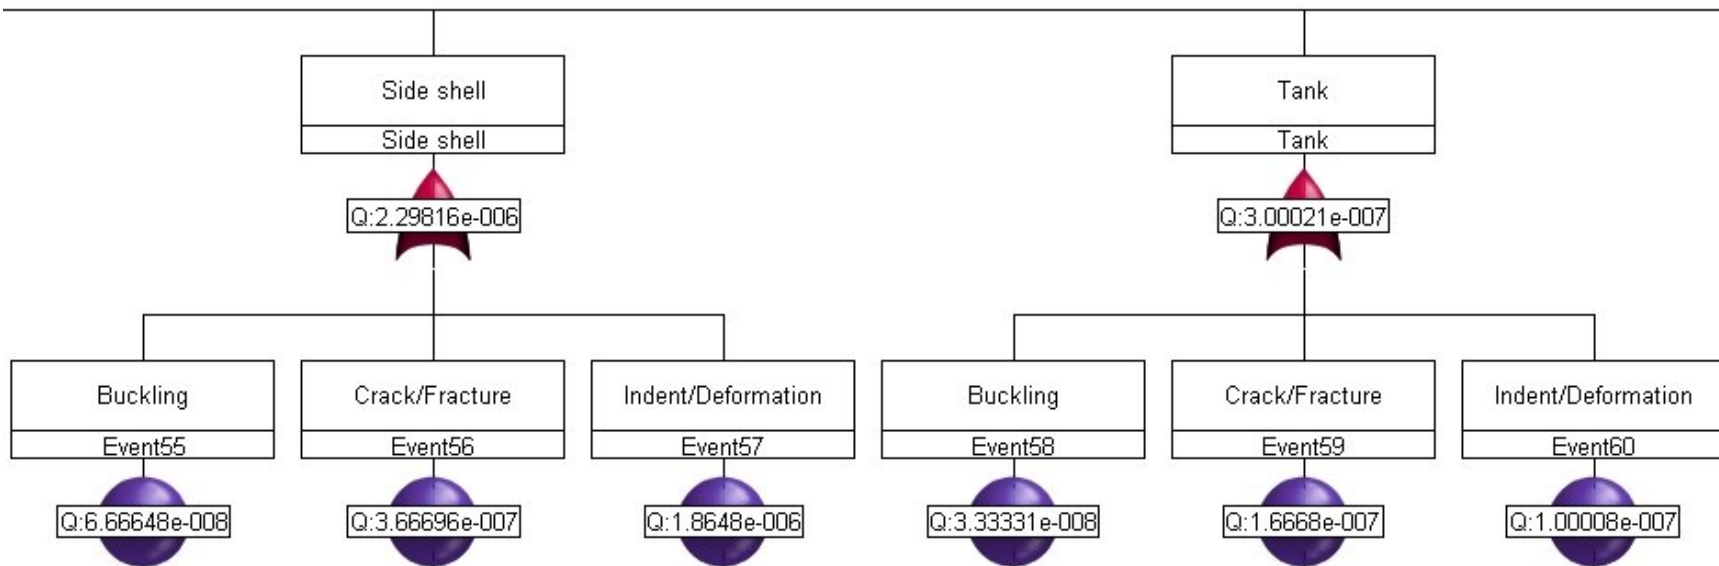 Side shell
Side shell
Q:2.29816e-006
Tank
Tank
Q:3.00021e-007
Buckling
Event55
Q:6.66648e-008
Crack/Fracture
Event56
Q:3.66696e-007
Indent/Deformation
Event57
Q:1.8648e-006
Buckling
Event58
Q:3.33331e-008
Crack/Fracture
Event59
Q:1.6668e-007
Indent/Deformation
Event60
Q:1.00008e-007